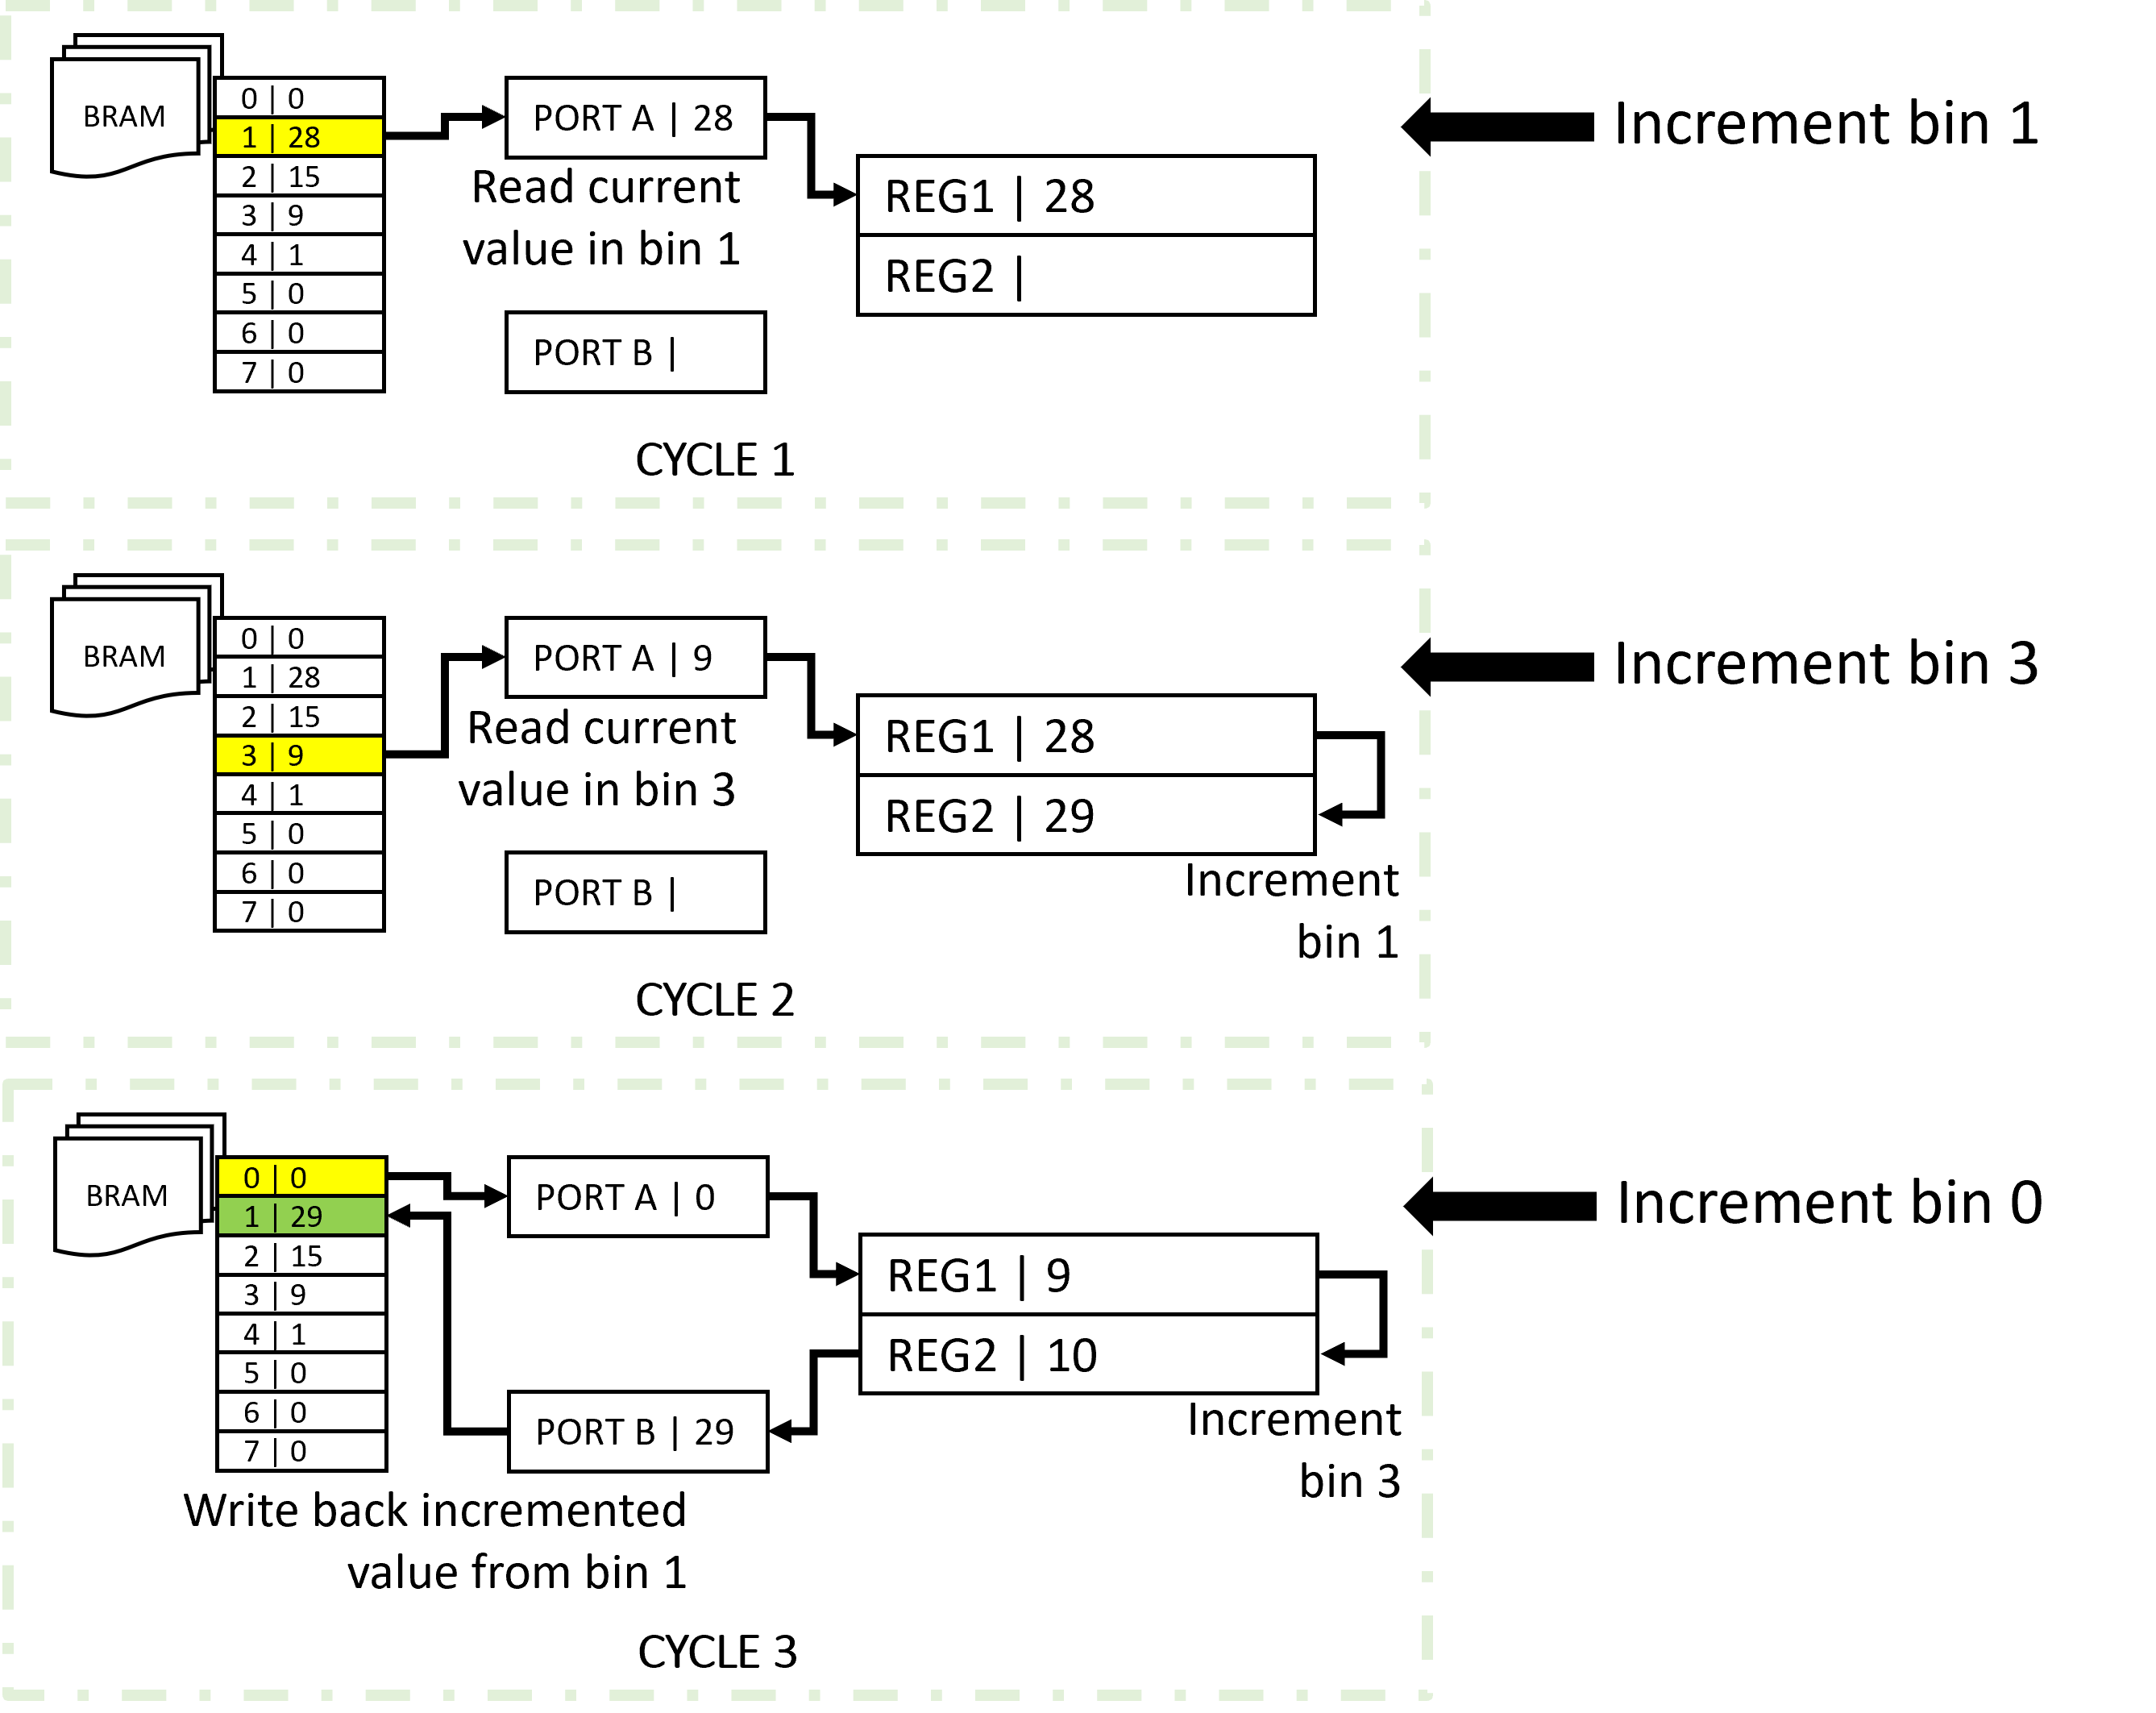 BRAM
0 | 0
1 | 28
2 | 15
3 | 9
4 | 1
5 | 0
6 | 0
7 | 0
PORT A | 28
Read current
value in bin 1
PORT B |
REG1 | 28
REG2 |
Increment bin 1
CYCLE 1
BRAM
0 | 0
1 | 28
2 | 15
3 | 9
4 | 1
5 | 0
6 | 0
7 | 0
PORT A | 9
Read current
value in bin 3
PORT B |
REG1 | 28
REG2 | 29
Increment
bin 1
Increment bin 3
CYCLE 2
BRAM
0 | 0
1 | 29
2 | 15
3 | 9
4 | 1
5 | 0
6 | 0
7 | 0
PORT A | 0
PORT B | 29
REG1 | 9
REG2 | 10
Increment
bin 3
Increment bin 0
Write back incremented
value from bin 1
CYCLE 3